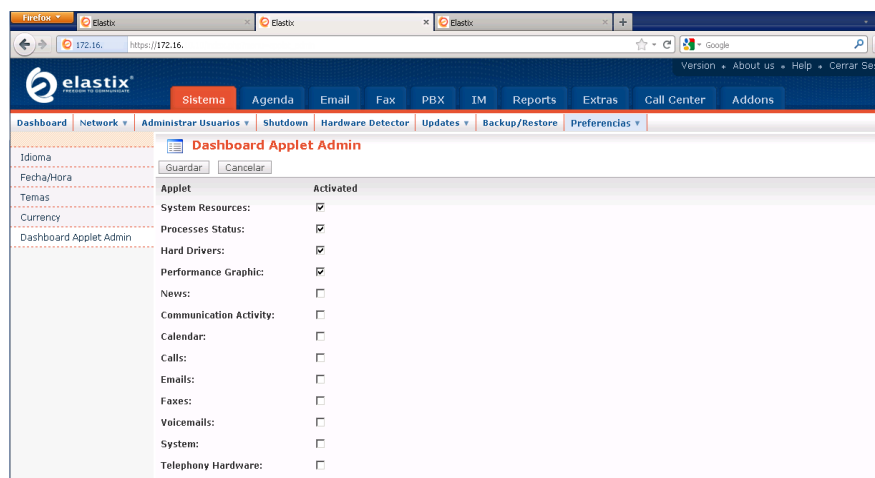 Firefox
Elastix × Elastix × Elastix × +
172.16. https://172.16. Google
Version About us Help Cerrar Ses
elastix®
FREEDOM TO COMMUNICATE
Sistema Agenda Email Fax PBX IM Reports Extras Call Center Addons
Dashboard Network Administrar Usuarios Shutdown Hardware Detector Updates Backup/Restore Preferencias
Idioma
Fecha/Hora
Temas
Currency
Dashboard Applet Admin
Dashboard Applet Admin
Guardar Cancelar
Applet Activated
System Resources:
Processes Status:
Hard Drivers:
Performance Graphic:
News:
Communication Activity:
Calendar:
Calls:
Emails:
Faxes:
Voicemails:
System:
Telephony Hardware: